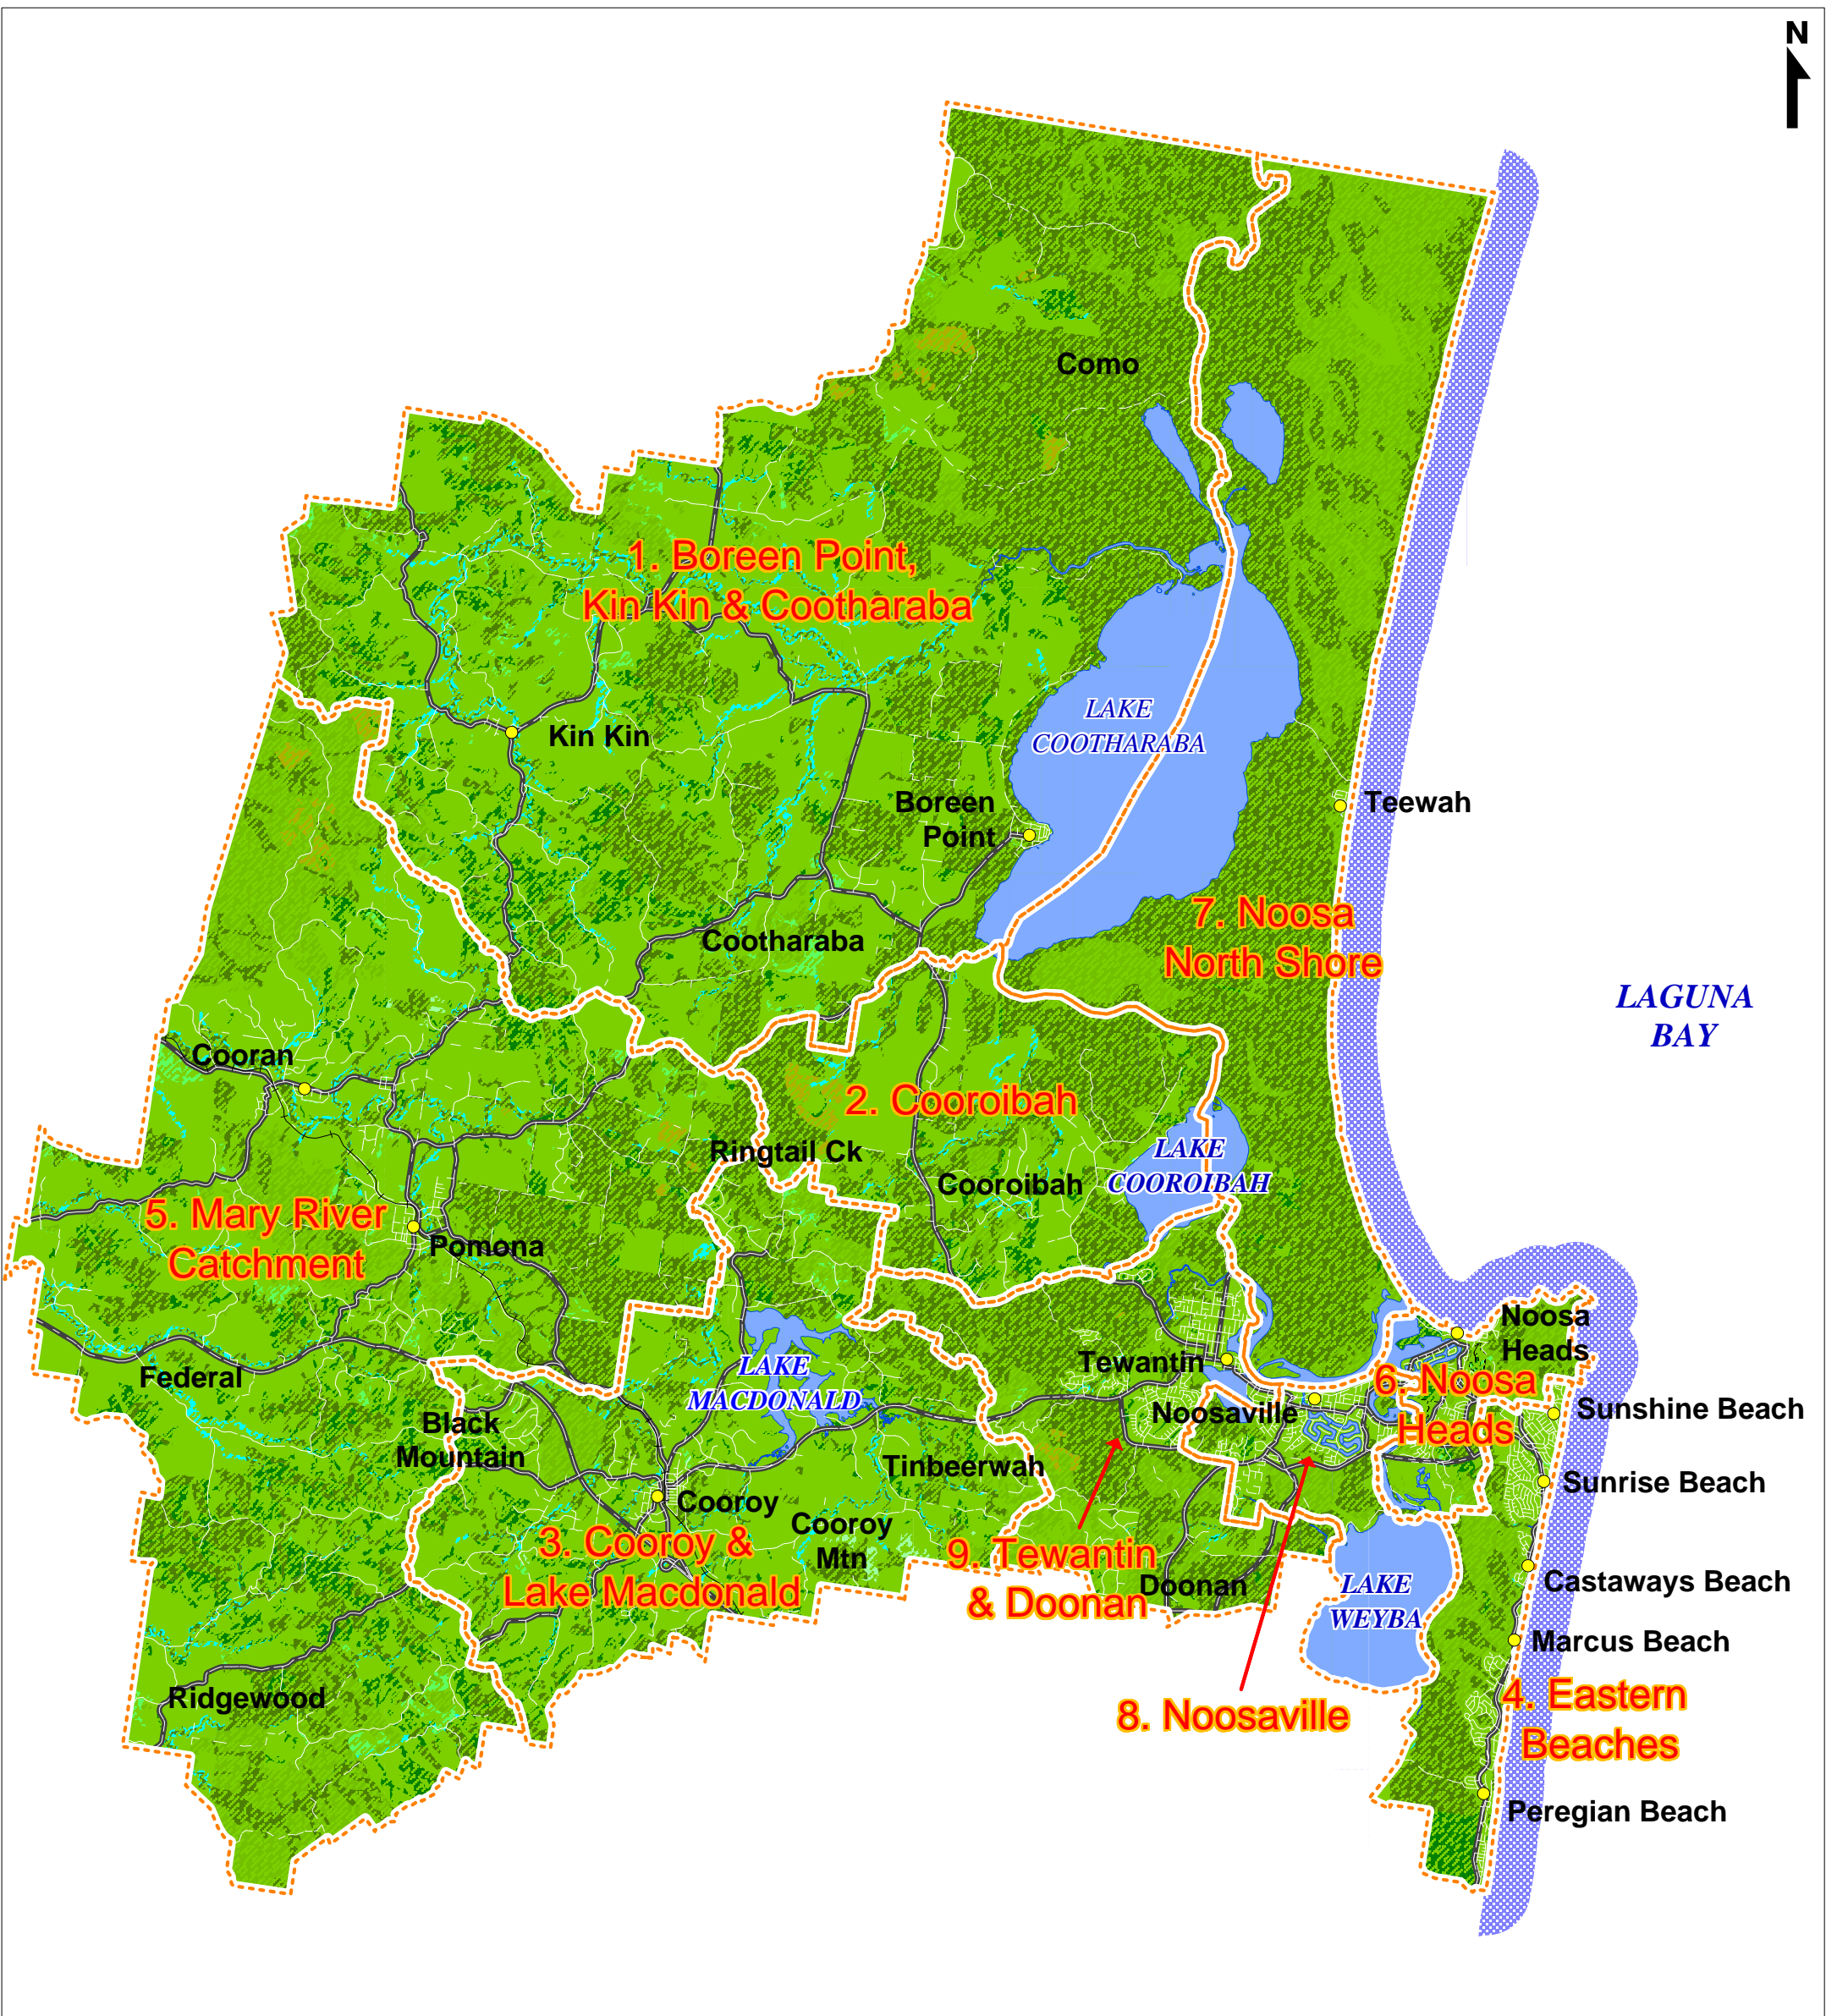 N
Como
1. Boreen Point,
Kin Kin & Cootharaba
LAKE
COOTHARABA
Kin Kin
Boreen
Point
Teewah
7. Noosa
North Shore
Cootharaba
LAGUNA
BAY
Cooran
2. Cooroibah
Ringtail Ck
LAKE
COOROIBAH
Cooroibah
5. Mary River
Catchment
Pomona
Noosa
Heads
Federal
LAKE
MACDONALD
Tewantin
6. Noosa
Heads
Noosaville
Sunshine Beach
Black
Mountain
Tinbeerwah
Sunrise Beach
Cooroy
Cooroy
Mtn
3. Cooroy &
Lake Macdonald
9. Tewantin
& Doonan
Doonan
LAKE
WEYBA
Castaways Beach
Marcus Beach
Ridgewood
8. Noosaville
4. Eastern
Beaches
Peregian Beach